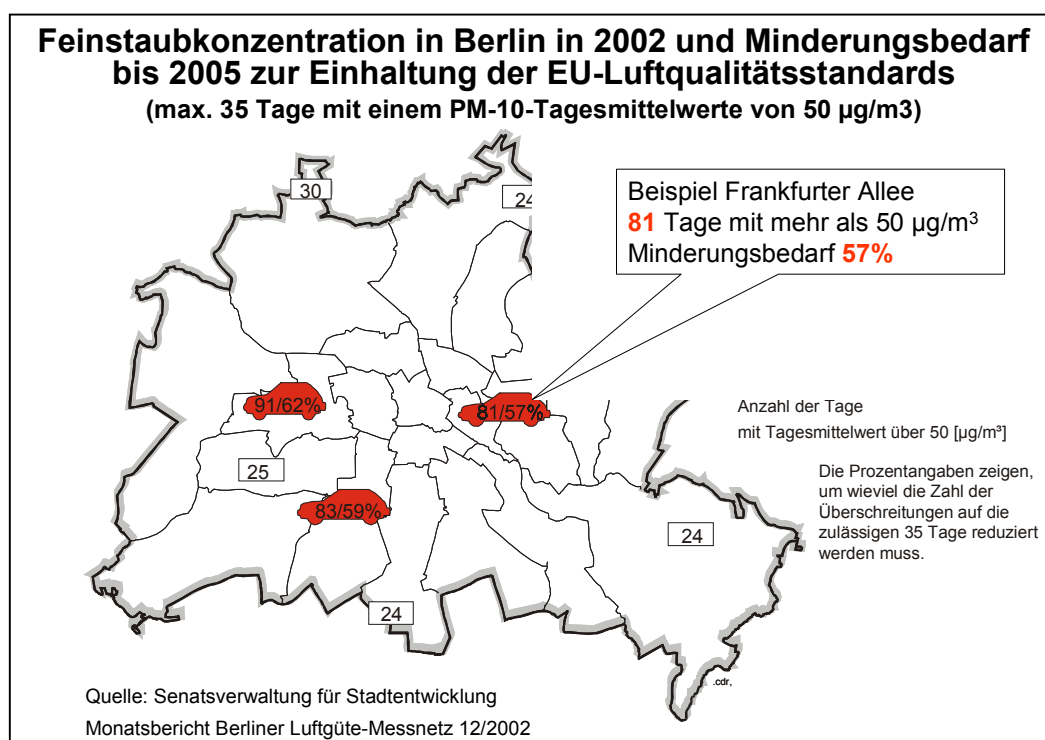 Feinstaubkonzentration in Berlin in 2002 und Minderungsbedarf
bis 2005 zur Einhaltung der EU-Luftqualitätsstandards
(max. 35 Tage mit einem PM-10-Tagesmittelwerte von 50 µg/m3)
30
24
Beispiel Frankfurter Allee
81 Tage mit mehr als 50 µg/m³
Minderungsbedarf 57%
91/62%
81/57%
Anzahl der Tage
mit Tagesmittelwert über 50 [µg/m³]
25
Die Prozentangaben zeigen,
um wieviel die Zahl der
Überschreitungen auf die
zulässigen 35 Tage reduziert
werden muss.
83/59%
24
24
.cdr,
Quelle: Senatsverwaltung für Stadtentwicklung
Monatsbericht Berliner Luftgüte-Messnetz 12/2002